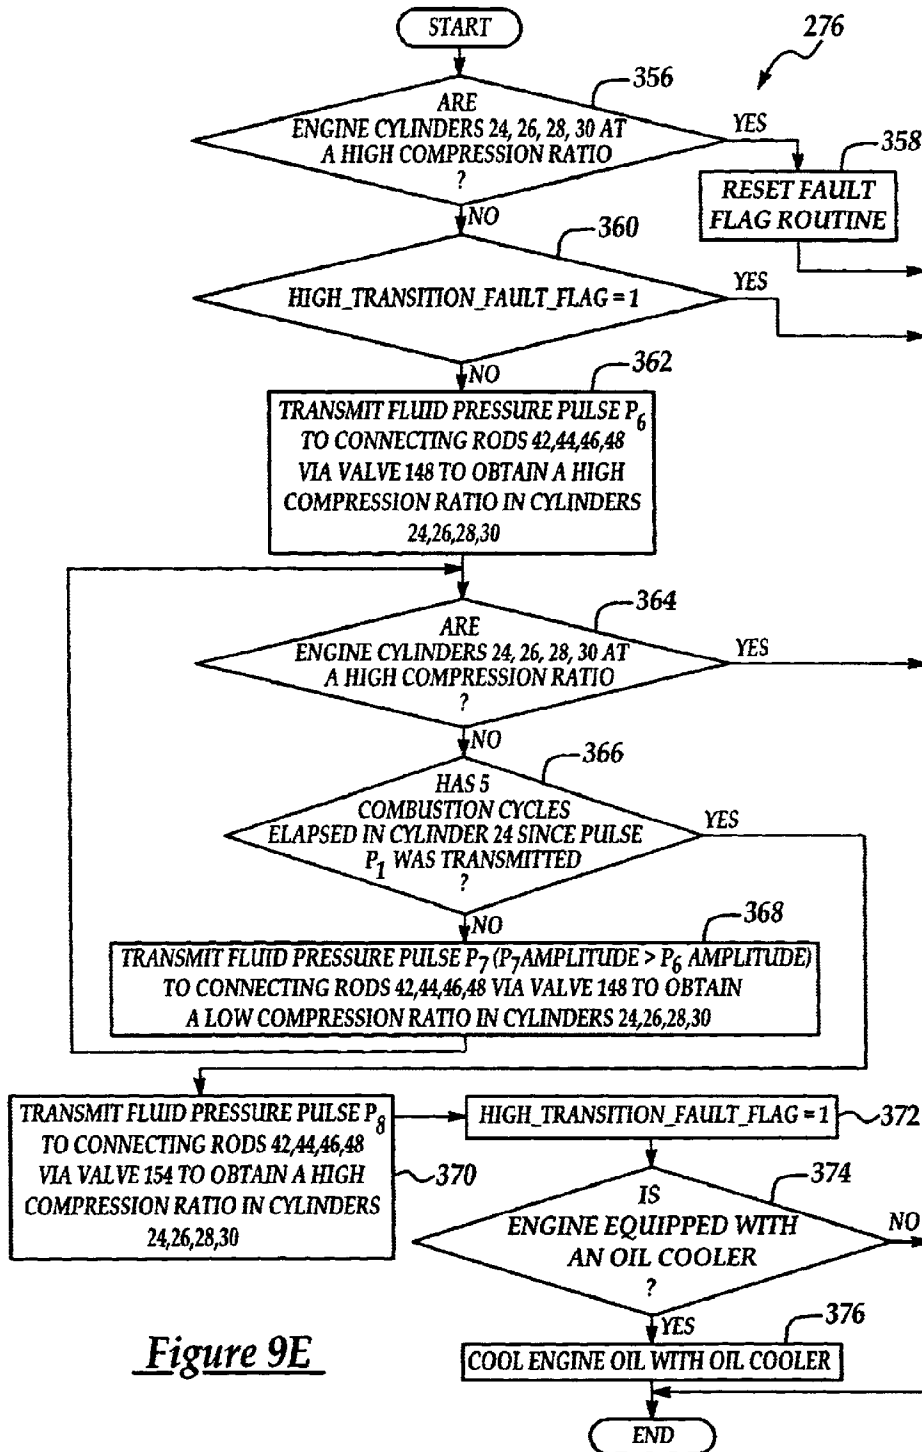 START
276
356
ARE
ENGINE CYLINDERS 24, 26, 28, 30 AT
A HIGH COMPRESSION RATIO
?
YES
358
RESET FAULT
FLAG ROUTINE
NO
360
HIGH_TRANSITION_FAULT_FLAG = 1
YES
NO
362
TRANSMIT FLUID PRESSURE PULSE P6
TO CONNECTING RODS 42,44,46,48
VIA VALVE 148 TO OBTAIN A HIGH
COMPRESSION RATIO IN CYLINDERS
24,26,28,30
364
ARE
ENGINE CYLINDERS 24, 26, 28, 30 AT
A HIGH COMPRESSION RATIO
?
YES
NO
366
HAS 5
COMBUSTION CYCLES
ELAPSED IN CYLINDER 24 SINCE PULSE
P1 WAS TRANSMITTED
?
YES
NO
368
TRANSMIT FLUID PRESSURE PULSE P7 (P7 AMPLITUDE > P6 AMPLITUDE)
TO CONNECTING RODS 42,44,46,48 VIA VALVE 148 TO OBTAIN
A LOW COMPRESSION RATIO IN CYLINDERS 24,26,28,30
TRANSMIT FLUID PRESSURE PULSE P8
TO CONNECTING RODS 42,44,46,48
VIA VALVE 154 TO OBTAIN A HIGH
COMPRESSION RATIO IN CYLINDERS
24,26,28,30
370
HIGH_TRANSITION_FAULT_FLAG = 1
372
374
IS
ENGINE EQUIPPED WITH
AN OIL COOLER
?
NO
YES
376
COOL ENGINE OIL WITH OIL COOLER
END
Figure 9E